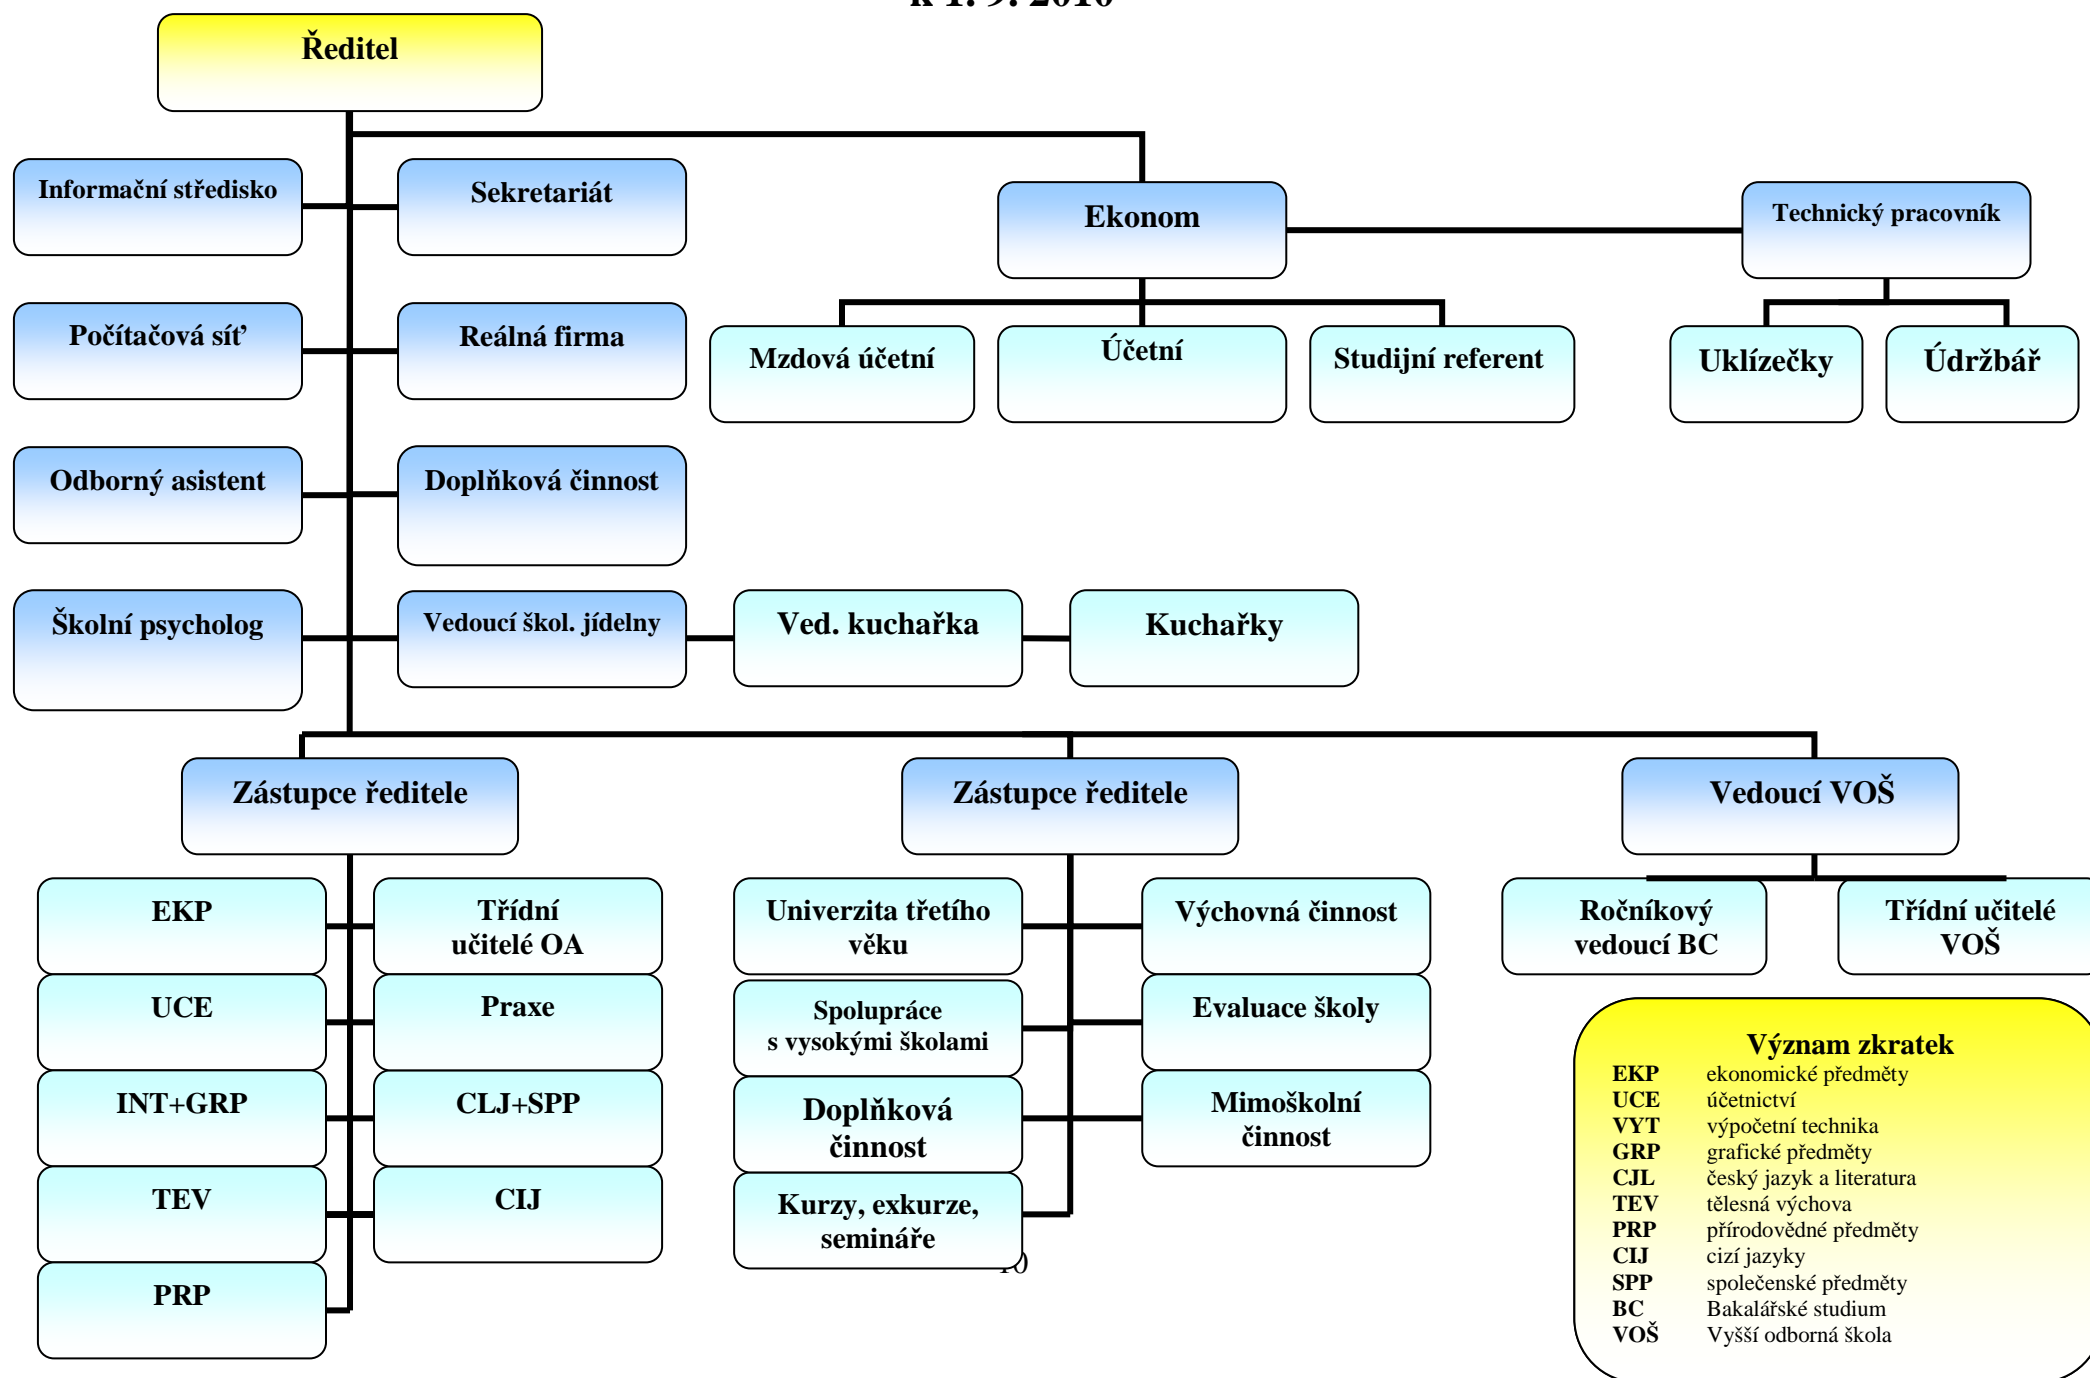 k 1. 9. 2010
Ředitel
Informační středisko
Sekretariát
Ekonom
Technický pracovník
Počítačová síť
Reálná firma
Mzdová účetní
Účetní
Studijní referent
Uklízečky
Údržbář
Odborný asistent
Doplňková činnost
Školní psycholog
Vedoucí škol. jídelny
Ved. kuchařka
Kuchařky
Zástupce ředitele
Zástupce ředitele
Vedoucí VOŠ
EKP
Třídní
učitelé OA
UCE
Praxe
INT+GRP
CLJ+SPP
TEV
CIJ
PRP
Univerzita třetího
věku
Výchovná činnost
Spolupráce
s vysokými školami
Evaluace školy
Doplňková
činnost
Mimoškolní
činnost
Kurzy, exkurze,
semináře
Ročníkový
vedoucí BC
Třídní učitelé
VOŠ
Význam zkratek
EKP ekonomické předměty
UCE účetnictví
VYT výpočetní technika
GRP grafické předměty
CJL český jazyk a literatura
TEV tělesná výchova
PRP přírodovědné předměty
CIJ cizí jazyky
SPP společenské předměty
BC Bakalářské studium
VOŠ Vyšší odborná škola